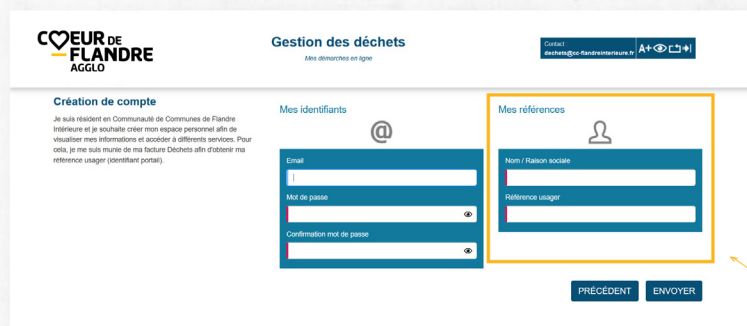 CŒUR DE
FLANDRE
AGGLO
Gestion des déchets
Mes démarches en ligne
Contact :
dechets@cc-flandreinterieure.fr
A+
Création de compte
Je suis résident en Communauté de Communes de Flandre
Intérieure et je souhaite créer mon espace personnel afin de
visualiser mes informations et accéder à différents services. Pour
cela, je me suis munie de ma facture Déchets afin d'obtenir ma
référence usager (identifiant portail).
Mes identifiants
@
Email
Mot de passe
Confirmation mot de passe
Mes références
Nom / Raison sociale
Référence usager
PRÉCÉDENT
ENVOYER